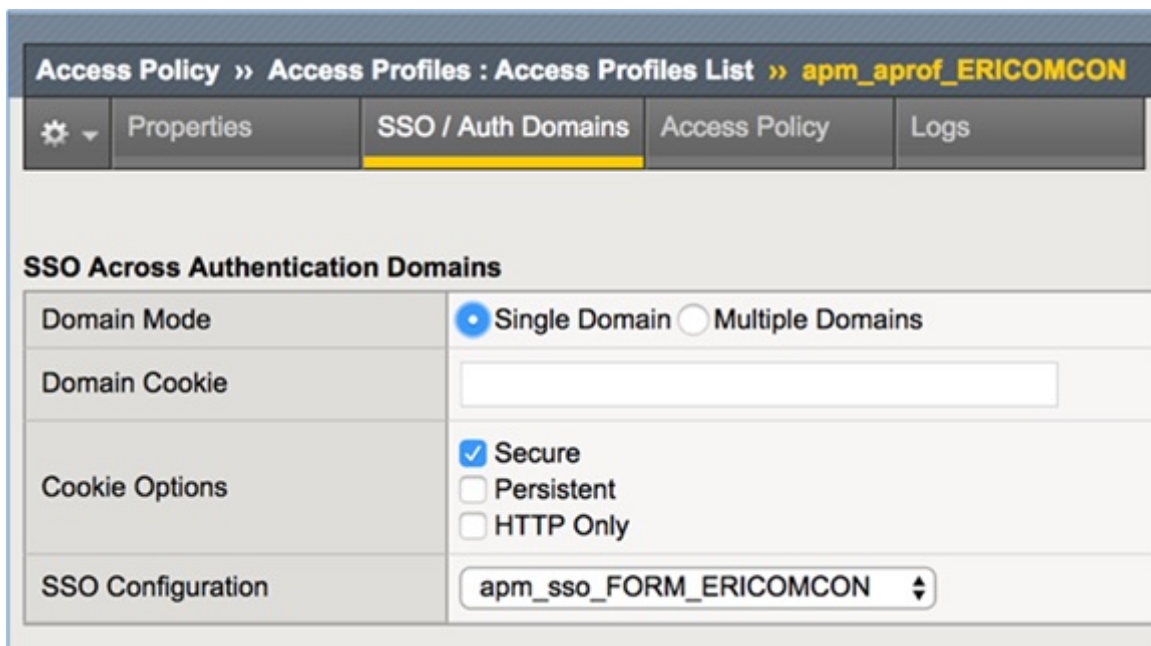 Access Policy ›› Access Profiles : Access Profiles List ›› apm_aprof_ERICOMCON
Properties SSO / Auth Domains Access Policy Logs
SSO Across Authentication Domains
Domain Mode Single Domain Multiple Domains
Domain Cookie
Secure
Cookie Options Persistent
HTTP Only
SSO Configuration apm_sso_FORM_ERICOMCON